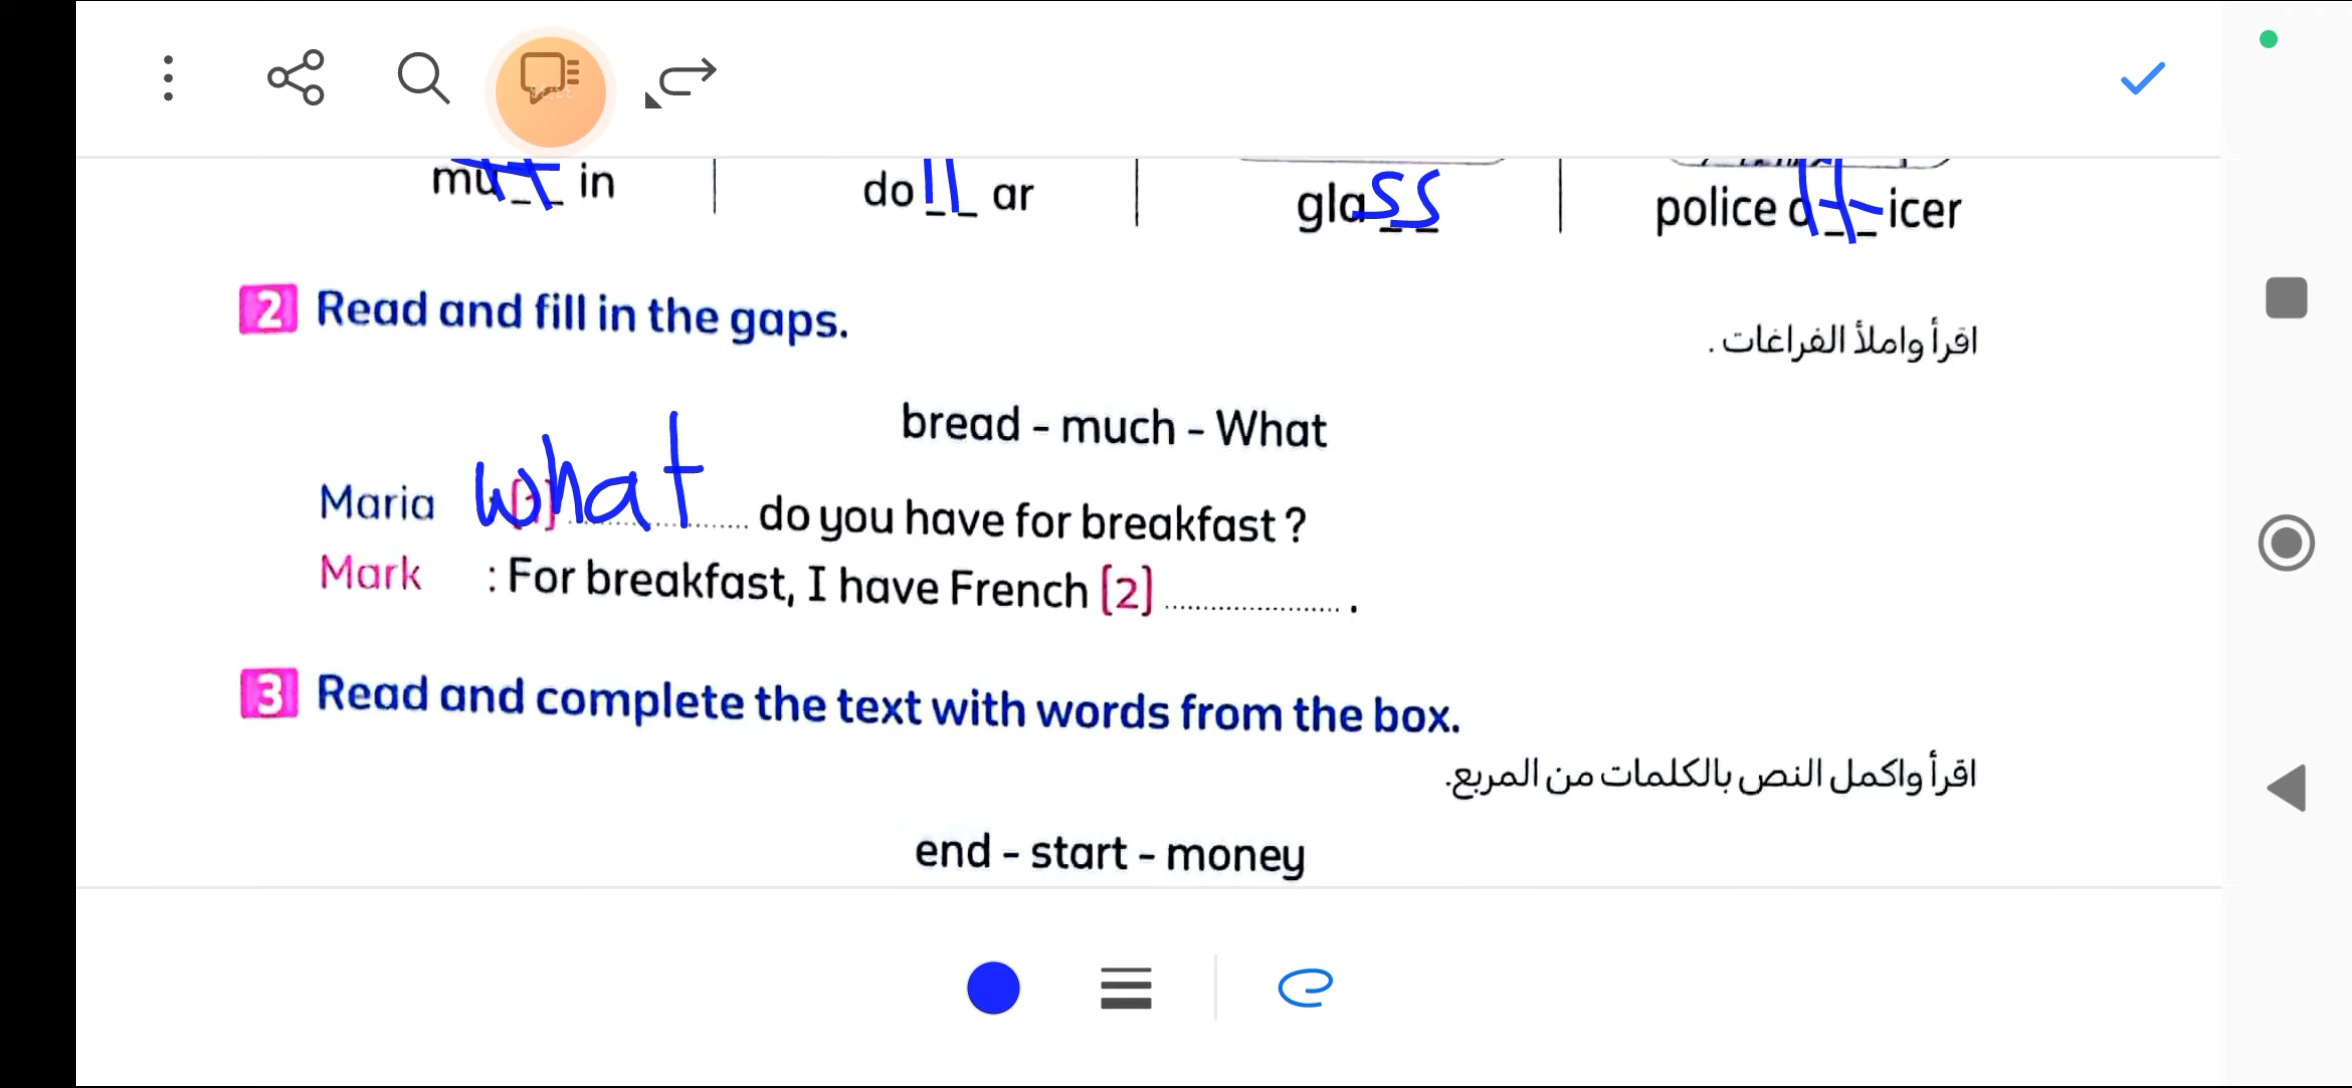 muff in do ll ar glass police off icer
2 Read and fill in the gaps.
اقرأ واملأ الفراغات .
bread - much - What
Maria [1] what do you have for breakfast ?
Mark : For breakfast, I have French [2] .................... .
3 Read and complete the text with words from the box.
اقرأ واكمل النص بالكلمات من المربع.
end - start - money